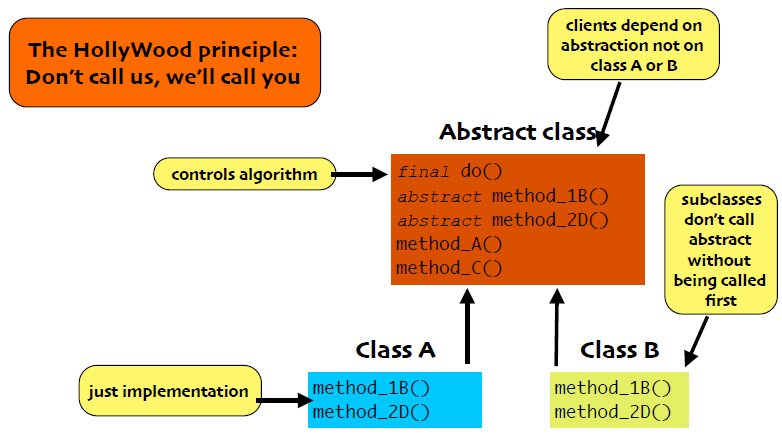 The HollyWood principle:
Don't call us, we'll call you
clients depend on
abstraction not on
class A or B
Abstract class
controls algorithm
final do()
abstract method_1B()
abstract method_2D()
method_A()
method_C()
subclasses
don't call
abstract
without
being called
first
Class A
Class B
just implementation
method_1B()
method_2D()
method_1B()
method_2D()